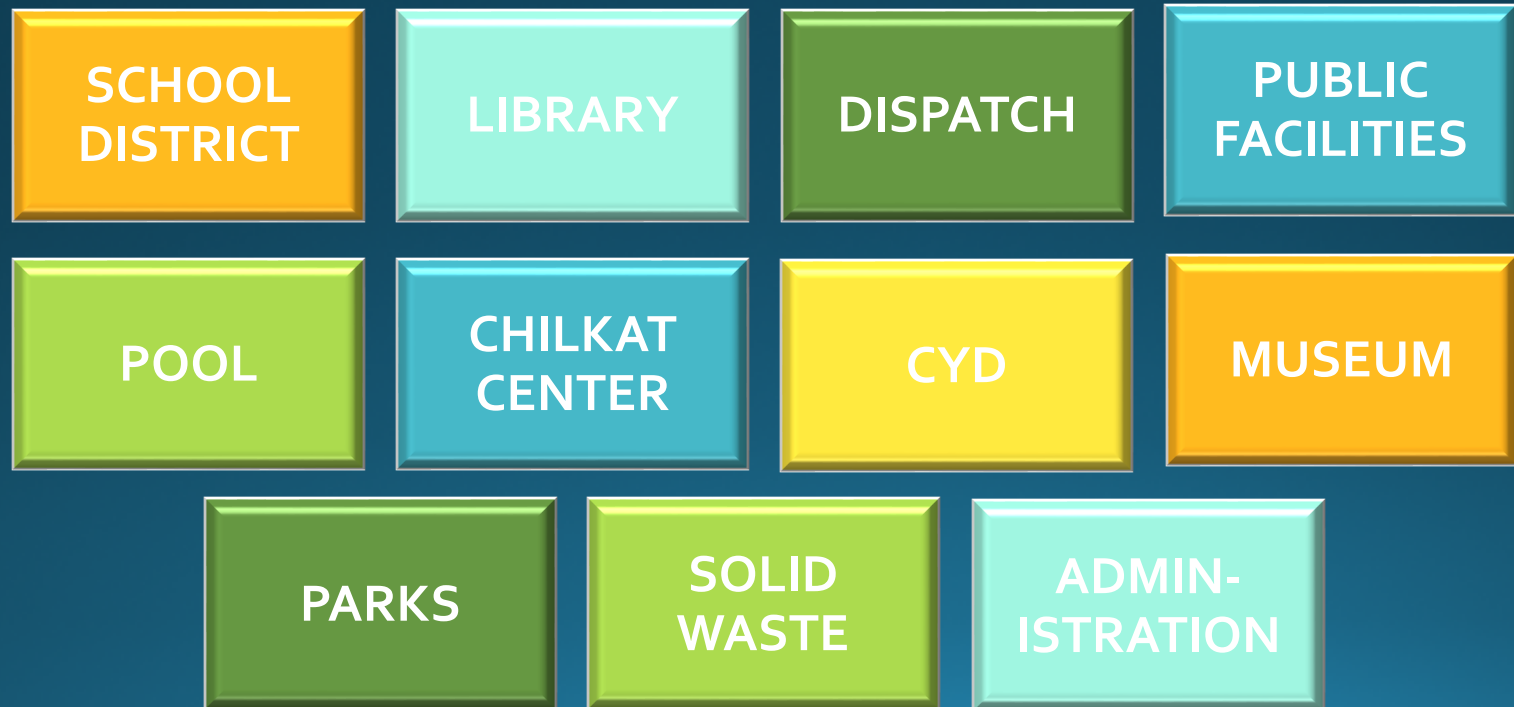 SCHOOL
DISTRICT
LIBRARY
DISPATCH
PUBLIC
FACILITIES
POOL
CHILKAT
CENTER
CYD
MUSEUM
PARKS
SOLID
WASTE
ADMIN-
ISTRATION